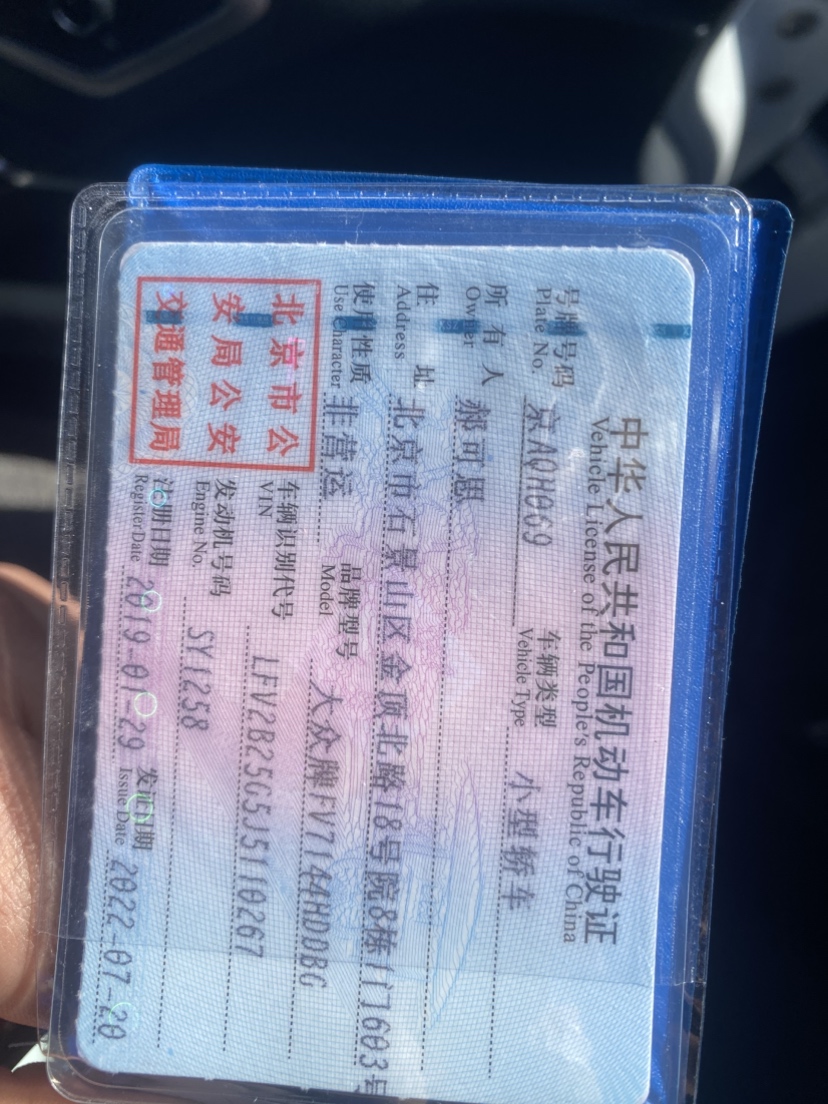 中华人民共和国机动车行驶证
Vehicle License of the People's Republic of China
号牌号码 京AQH069 车辆类型 小型轿车
Plate No. Vehicle Type
所有人 郝可思
Owner
住址 北京市石景山区金顶北路18号院8栋1门603号
Address
使用性质 非营运 品牌型号 大众牌FV7144HDDBG
Use Character Model
车辆识别代号 LFV2B25G5J5110267
VIN
发动机号码 SY1258
Engine No.
注册日期 2019-01-29 发证日期 2022-07-20
Register Date Issue Date
北京市公
安局公安
交通管理局